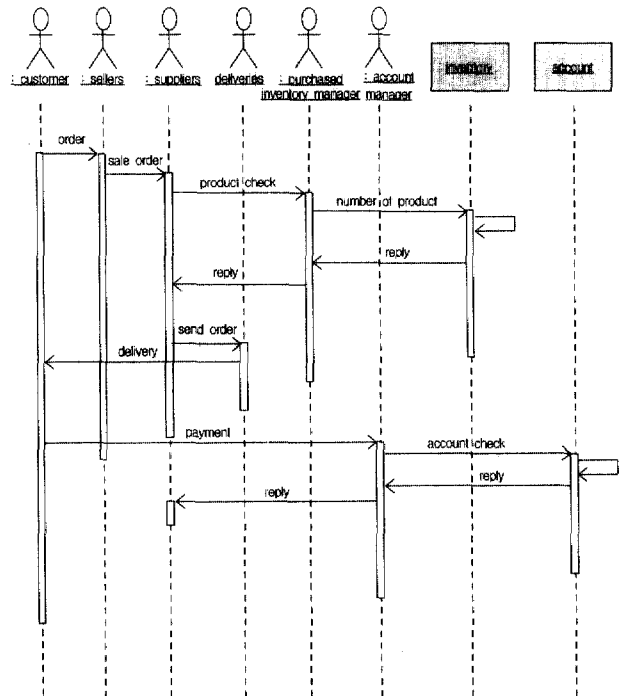 : customer
: sellers
: suppliers
deliveries
: purchased
inventory manager
: account
manager
inventory
account
order
sale order
product check
number of product
reply
reply
send order
delivery
payment
account check
reply
reply